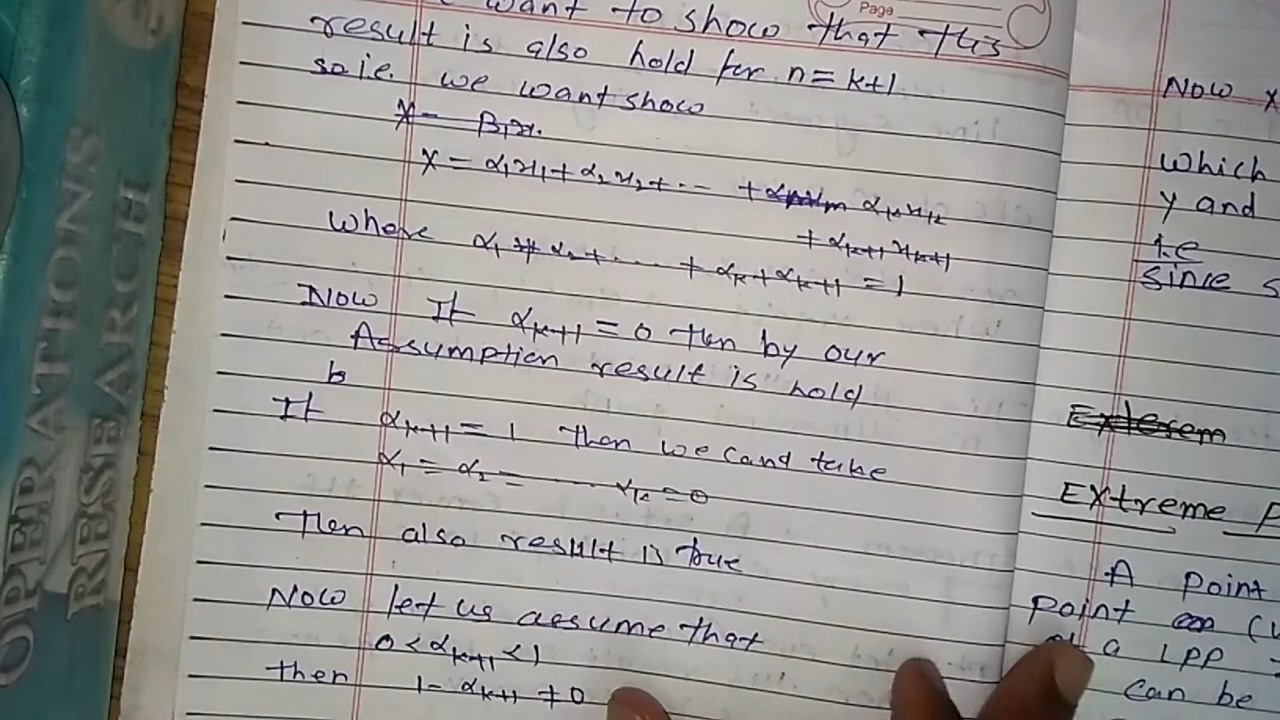 want to show that this
Page
result is also hold for n = k+1
so i.e. we want show
x = α₁x₁ + α₂x₂ + ·- + αₖxₖ
+ αₖ₊₁xₖ₊₁
Where α₁ + α₂ + ..... + αₖ + αₖ₊₁ = 1
Now If αₖ₊₁ = 0 then by our
Assumption result is hold
If αₖ₊₁ = 1 then we cand take
α₁ = α₂ = ------ αₖ = 0
Then also result is true
Now let us assume that
0 < αₖ₊₁ < 1
then 1 - αₖ₊₁ ≠ 0
Now x
Which
y and
i.e
since s
Extreme P
A point
point on
of a LPP
can be
OPERATIONS
RESEARCH